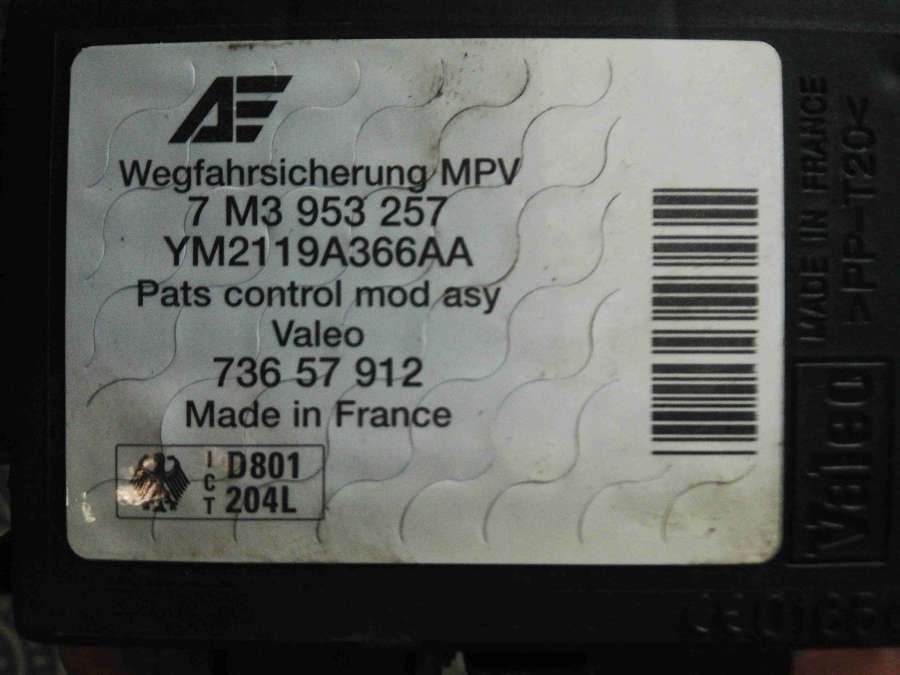 AE
Wegfahrsicherung MPV
7 M3 953 257
YM2119A366AA
Pats control mod asy
Valeo
736 57 912
Made in France
ICT
D801
204L
MADE IN FRANCE
>PP-T20<
Valeo